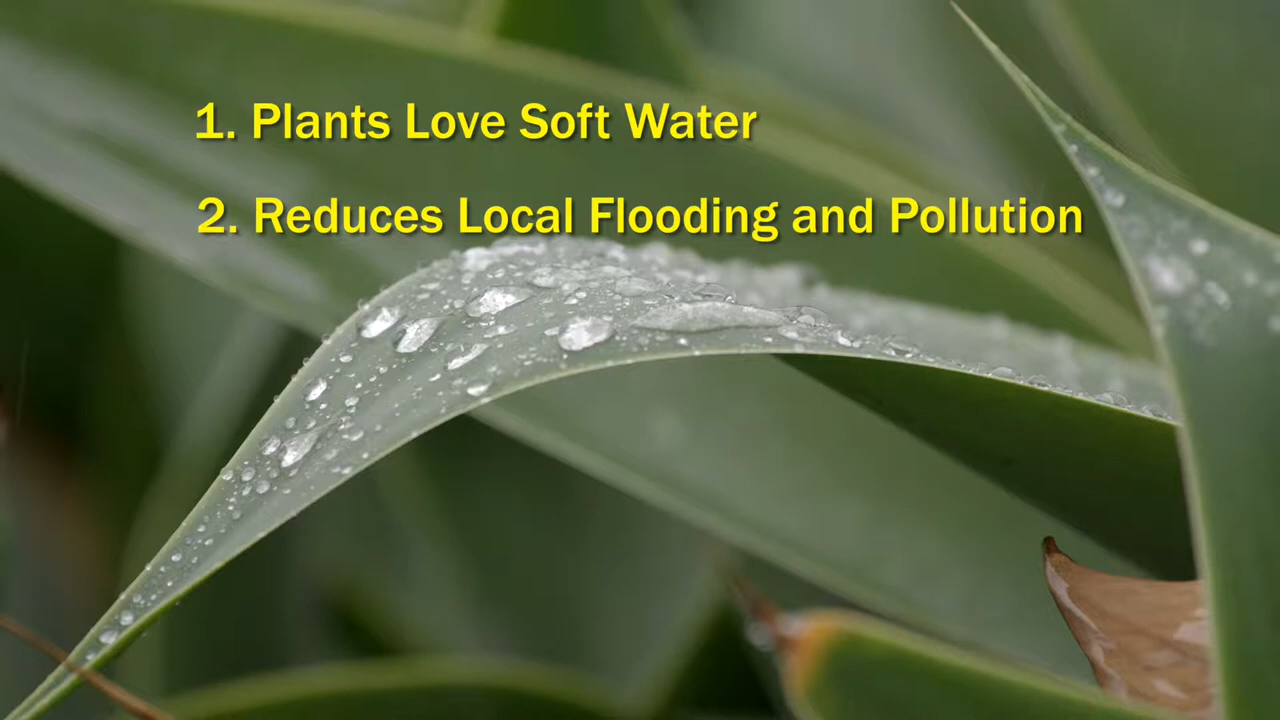 1. Plants Love Soft Water
2. Reduces Local Flooding and Pollution